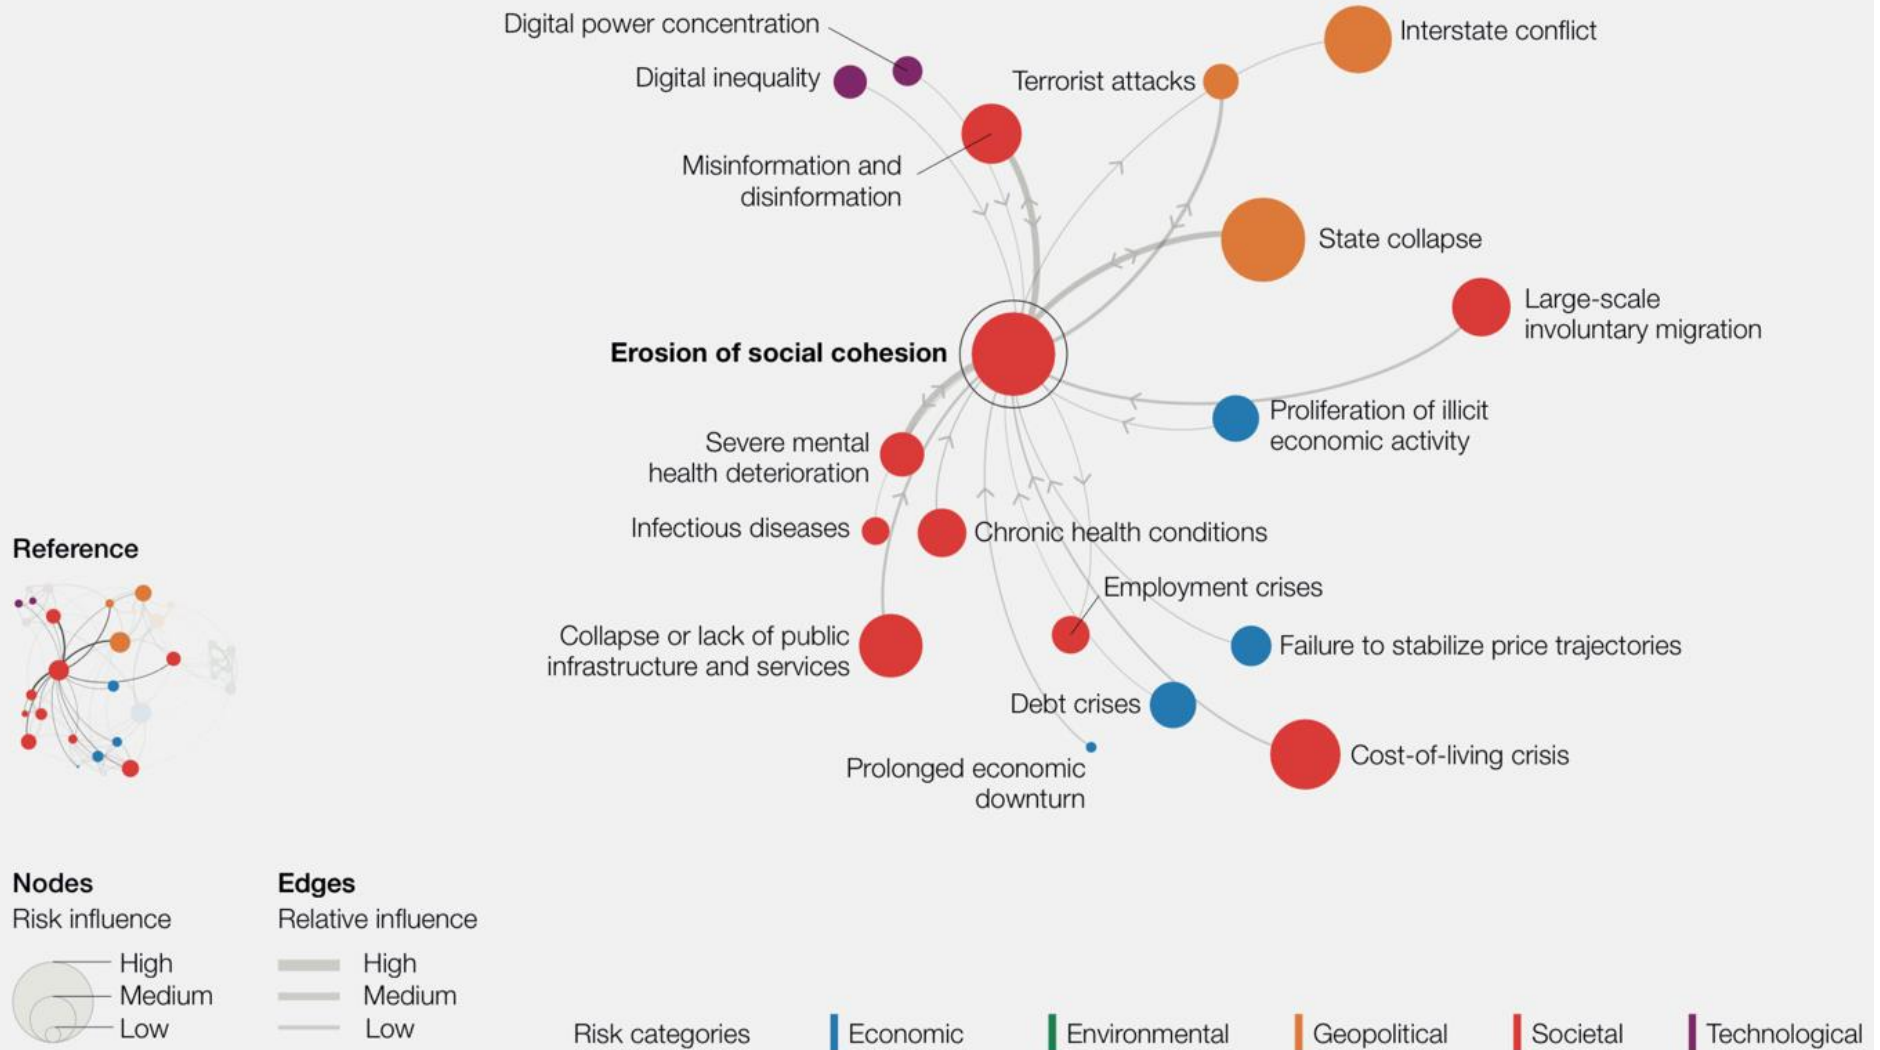 Digital power concentration
Digital inequality
Interstate conflict
Terrorist attacks
Misinformation and
disinformation
State collapse
Large-scale
involuntary migration
Erosion of social cohesion
Proliferation of illicit
economic activity
Severe mental
health deterioration
Infectious diseases
Chronic health conditions
Employment crises
Collapse or lack of public
infrastructure and services
Failure to stabilize price trajectories
Debt crises
Cost-of-living crisis
Prolonged economic
downturn
Reference
Nodes
Risk influence
High
Medium
Low
Edges
Relative influence
High
Medium
Low
Risk categories
Economic
Environmental
Geopolitical
Societal
Technological